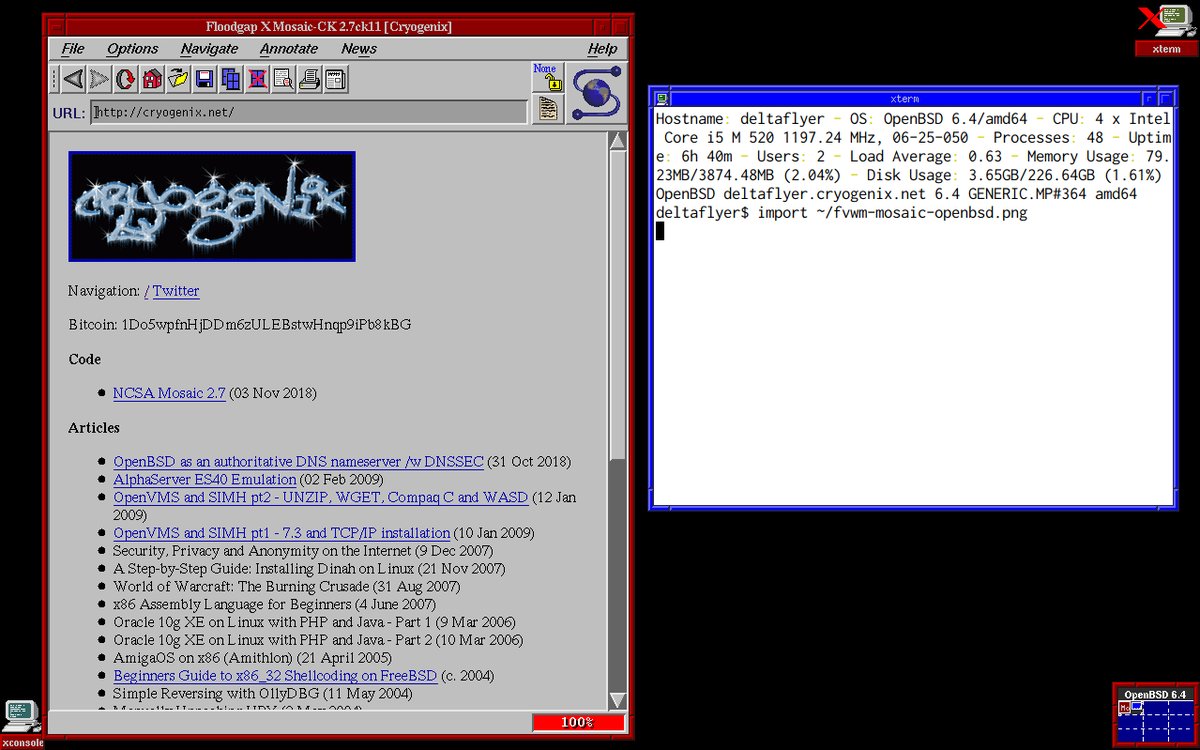 Floodgap X Mosaic-CK 2.7ck11 [Cryogenix]
File Options Navigate Annotate News Help
None
URL: http://cryogenix.net/
CRYOGENIX
Navigation: / Twitter
Bitcoin: 1Do5wpfnHjDDm6zULEBstwHnqp9iPb8kBG
Code
NCSA Mosaic 2.7 (03 Nov 2018)
Articles
OpenBSD as an authoritative DNS nameserver /w DNSSEC (31 Oct 2018)
AlphaServer ES40 Emulation (02 Feb 2009)
OpenVMS and SIMH pt2 - UNZIP, WGET, Compaq C and WASD (12 Jan
2009)
OpenVMS and SIMH pt1 - 7.3 and TCP/IP installation (10 Jan 2009)
Security, Privacy and Anonymity on the Internet (9 Dec 2007)
A Step-by-Step Guide: Installing Dinah on Linux (21 Nov 2007)
World of Warcraft: The Burning Crusade (31 Aug 2007)
x86 Assembly Language for Beginners (4 June 2007)
Oracle 10g XE on Linux with PHP and Java - Part 1 (9 Mar 2006)
Oracle 10g XE on Linux with PHP and Java - Part 2 (10 Mar 2006)
AmigaOS on x86 (Amithlon) (21 April 2005)
Beginners Guide to x86_32 Shellcoding on FreeBSD (c. 2004)
Simple Reversing with OllyDBG (11 May 2004)
100%
xterm
Hostname: deltaflyer - OS: OpenBSD 6.4/amd64 - CPU: 4 x Intel
Core i5 M 520 1197.24 MHz, 06-25-050 - Processes: 48 - Uptim
e: 6h 40m - Users: 2 - Load Average: 0.63 - Memory Usage: 79.
23MB/3874.48MB (2.04%) - Disk Usage: 3.65GB/226.64GB (1.61%)
OpenBSD deltaflyer.cryogenix.net 6.4 GENERIC.MP#364 amd64
deltaflyer$ import ~/fvwm-mosaic-openbsd.png
xterm
xconsole
OpenBSD 6.4